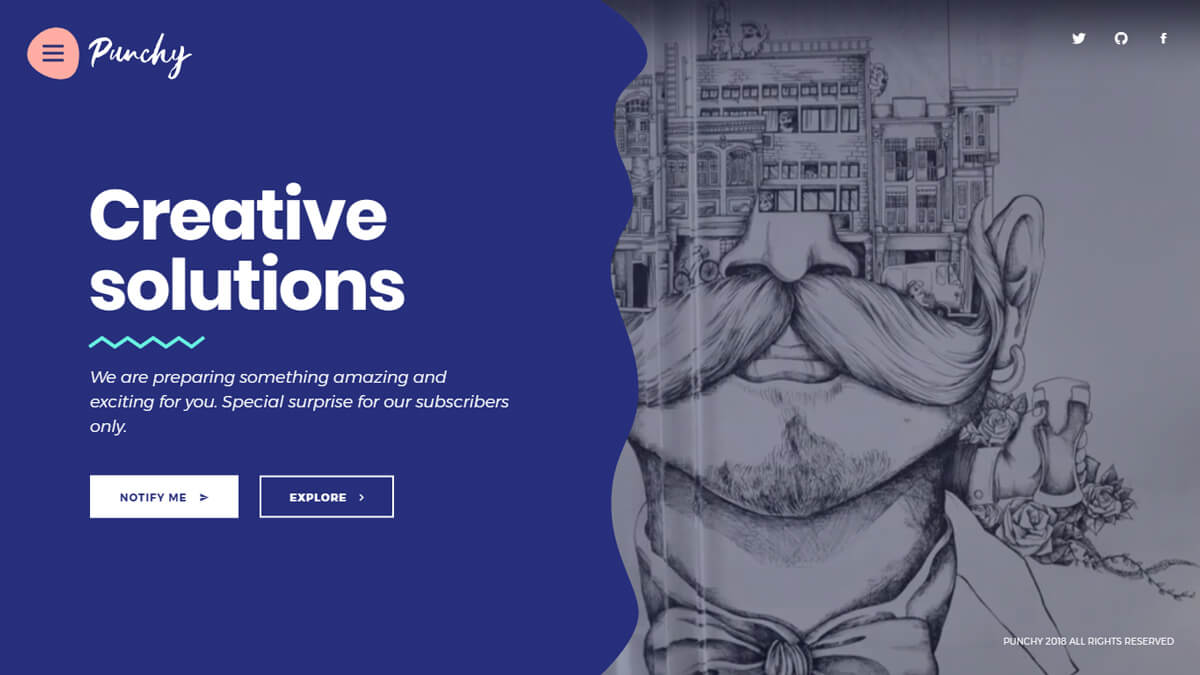 Punchy
Creative
solutions
We are preparing something amazing and
exciting for you. Special surprise for our subscribers
only.
NOTIFY ME
EXPLORE
PUNCHY 2018 ALL RIGHTS RESERVED